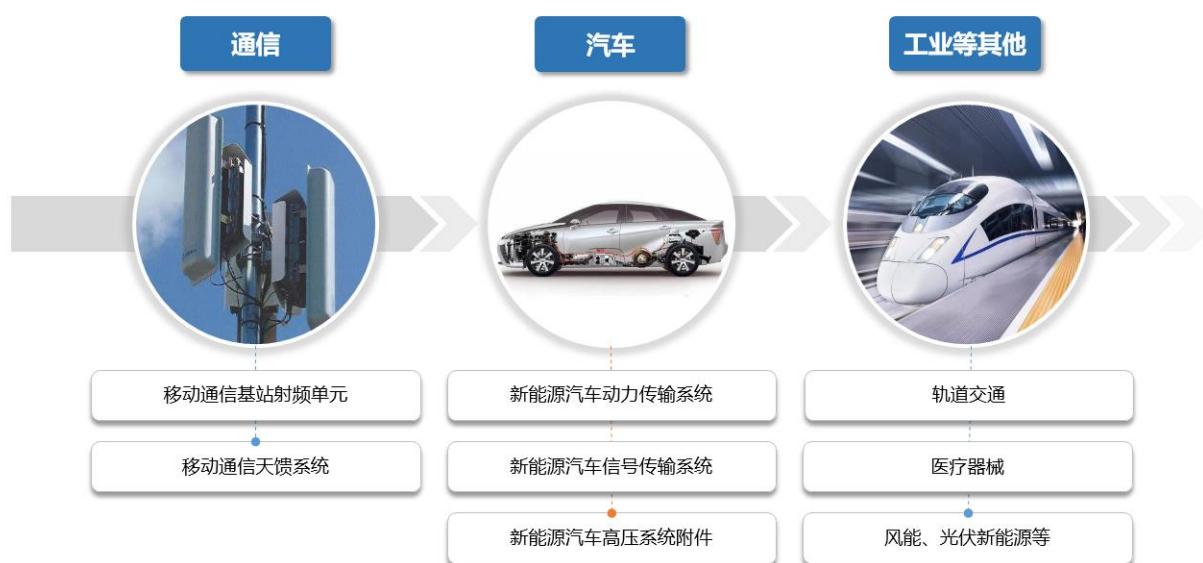 通信
移动通信基站射频单元
移动通信天馈系统
汽车
新能源汽车动力传输系统
新能源汽车信号传输系统
新能源汽车高压系统附件
工业等其他
轨道交通
医疗器械
风能、光伏新能源等